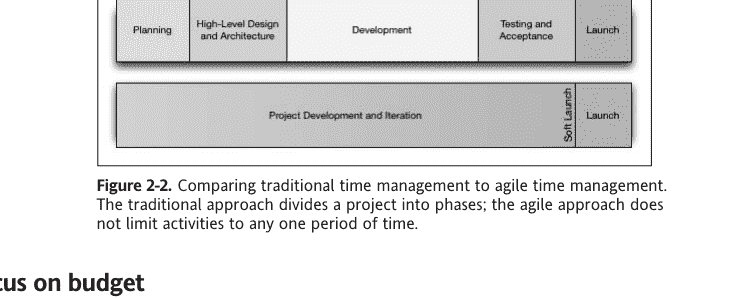 Planning
High-Level Design
and Architecture
Development
Testing and
Acceptance
Launch
Project Development and Iteration
Soft Launch
Launch
Figure 2-2. Comparing traditional time management to agile time management.
The traditional approach divides a project into phases; the agile approach does
not limit activities to any one period of time.
on budget